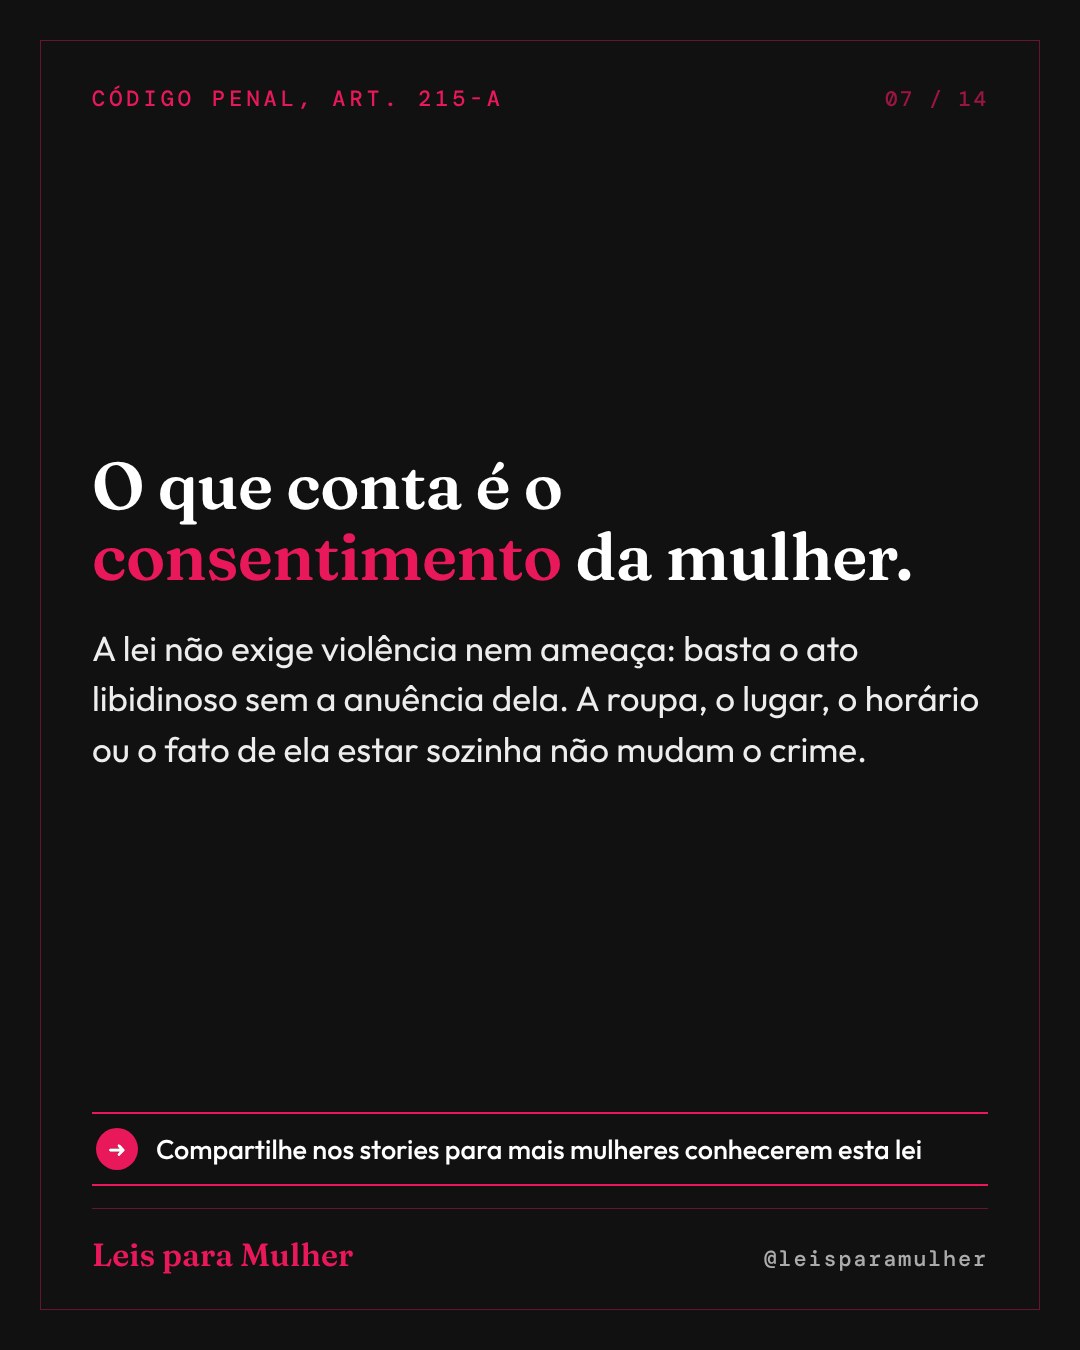 CÓDIGO PENAL, ART. 215-A
07 / 14
O que conta é o
consentimento da mulher.
A lei não exige violência nem ameaça: basta o ato
libidinoso sem a anuência dela. A roupa, o lugar, o horário
ou o fato de ela estar sozinha não mudam o crime.
Compartilhe nos stories para mais mulheres conhecerem esta lei
Leis para Mulher
@leisparamulher